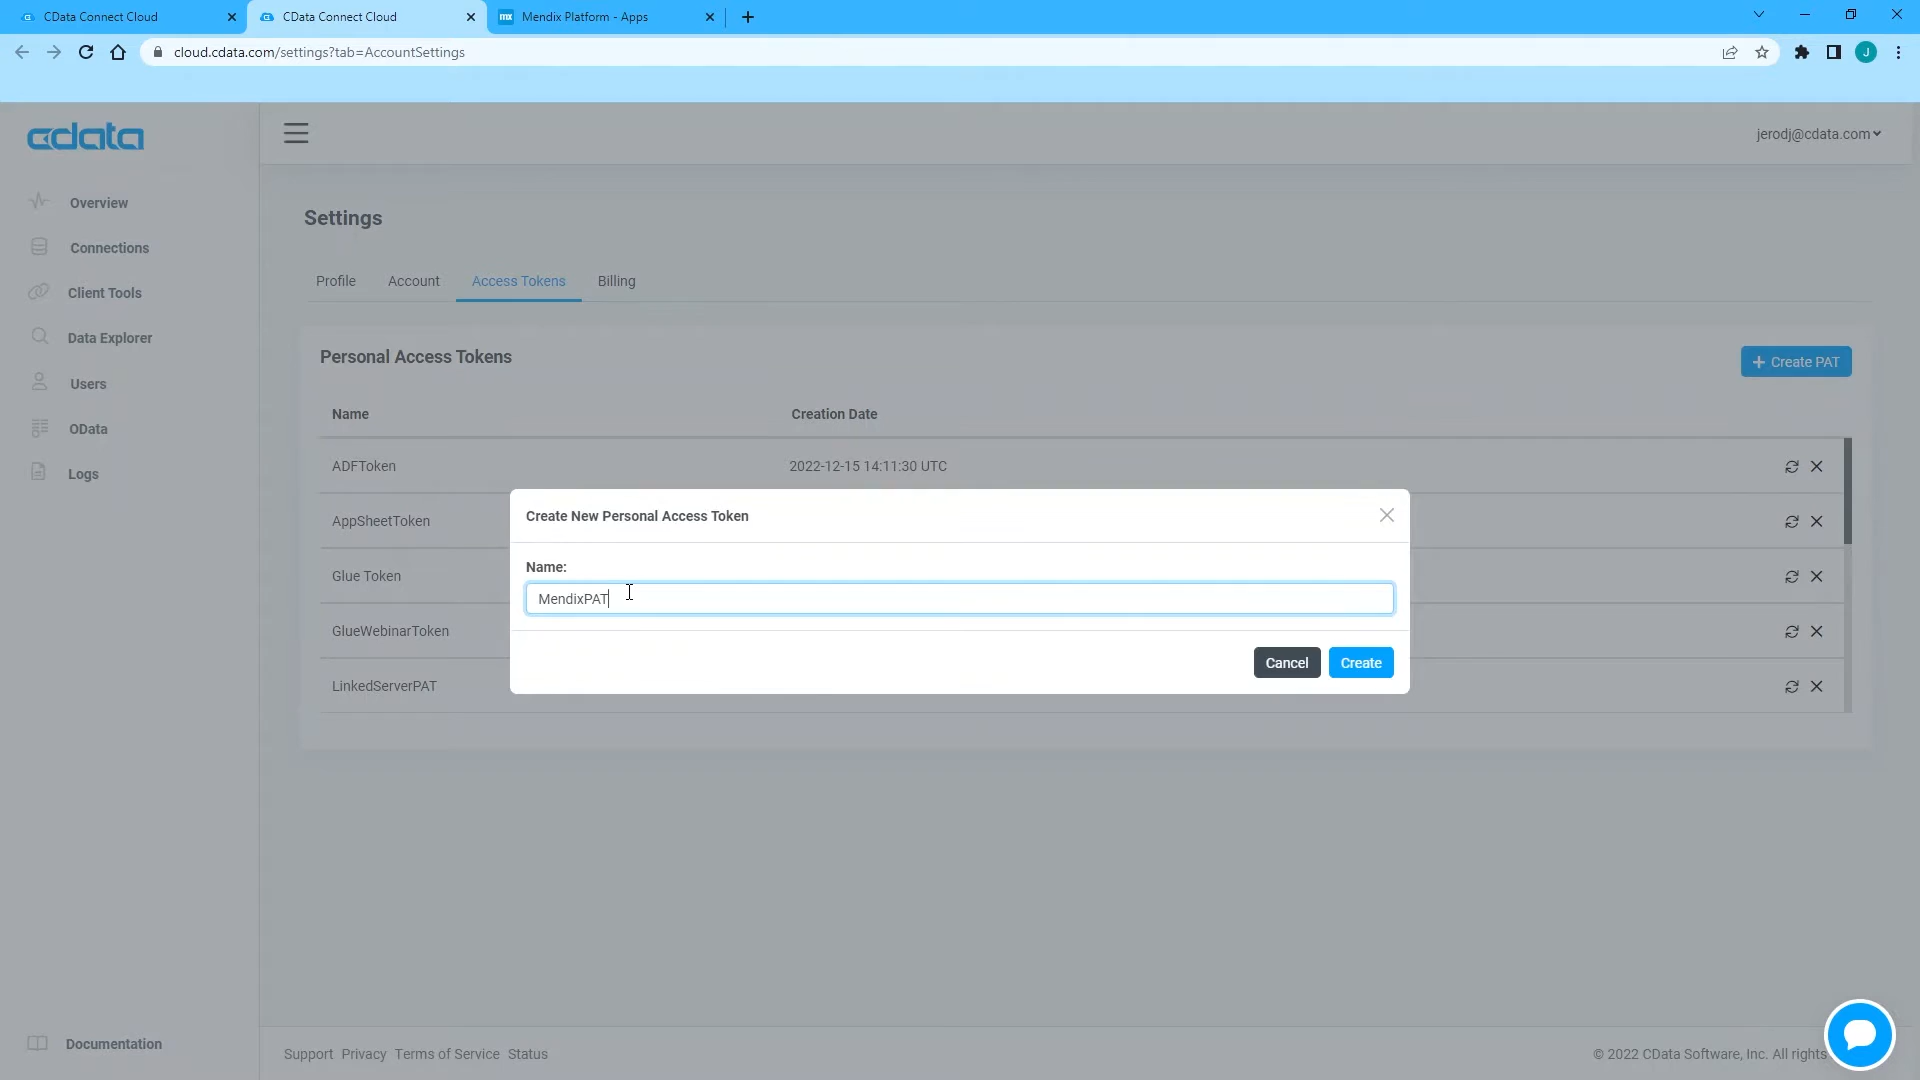 CData Connect Cloud
CData Connect Cloud
mx Mendix Platform - Apps
cloud.cdata.com/settings?tab=AccountSettings
J
cdata
jerodj@cdata.com
Overview
Connections
Client Tools
Data Explorer
Users
OData
Logs
Documentation
Settings
Profile Account Access Tokens Billing
Personal Access Tokens
+ Create PAT
Name Creation Date
ADFToken 2022-12-15 14:11:30 UTC
AppSheetToken
Glue Token
GlueWebinarToken
LinkedServerPAT
Create New Personal Access Token
Name:
MendixPAT
Cancel Create
Support Privacy Terms of Service Status
© 2022 CData Software, Inc. All rights